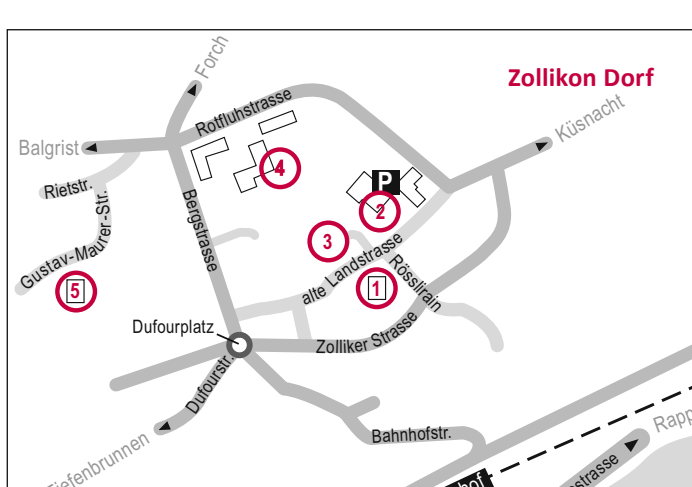 Zollikon Dorf
Forch
Küsnacht
Rotfluhstrasse
Balgrist
4
P
Rietstr.
Bergstrasse
2
Gustav-Maurer-Str.
3
alte Landstrasse
Rösslirain
5
1
Dufourplatz
Zolliker Strasse
Dufourstr.
Bahnhofstr.